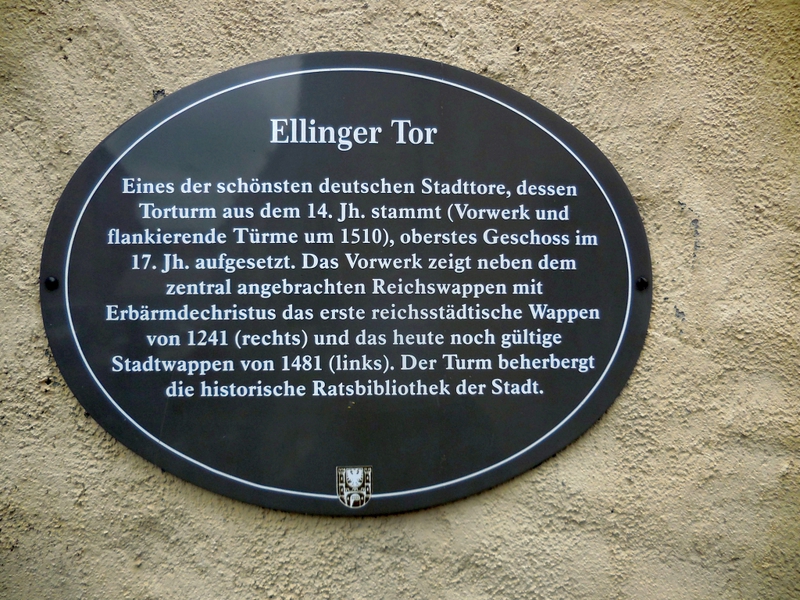 Ellinger Tor
Eines der schönsten deutschen Stadttore, dessen
Torturm aus dem 14. Jh. stammt (Vorwerk und
flankierende Türme um 1510), oberstes Geschoss im
17. Jh. aufgesetzt. Das Vorwerk zeigt neben dem
zentral angebrachten Reichswappen mit
Erbärmdechristus das erste reichsstädtische Wappen
von 1241 (rechts) und das heute noch gültige
Stadtwappen von 1481 (links). Der Turm beherbergt
die historische Ratsbibliothek der Stadt.